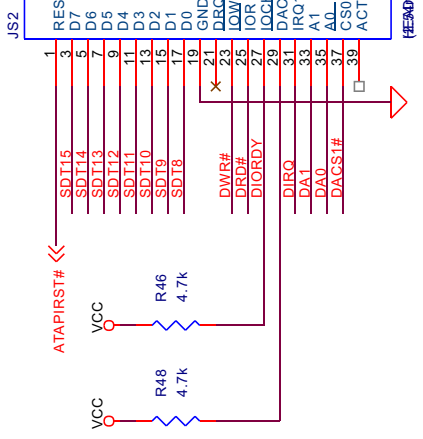 JS2
RES
D7
D6
D5
D4
D3
D2
D1
D0
GND
DRQ
IOW
IOR
IOCH
DAC
IRQ
A1
A0
CS0
ACT
1
3
5
7
9
11
13
15
17
19
21
23
25
27
29
31
33
35
37
39
SDT15
SDT14
SDT13
SDT12
SDT11
SDT10
SDT9
SDT8
DWR#
DRD#
DIORDY
DIRQ
DA1
DA0
DACS1#
ATAPIRST#
VCC
R46
4.7k
VCC
R48
4.7k